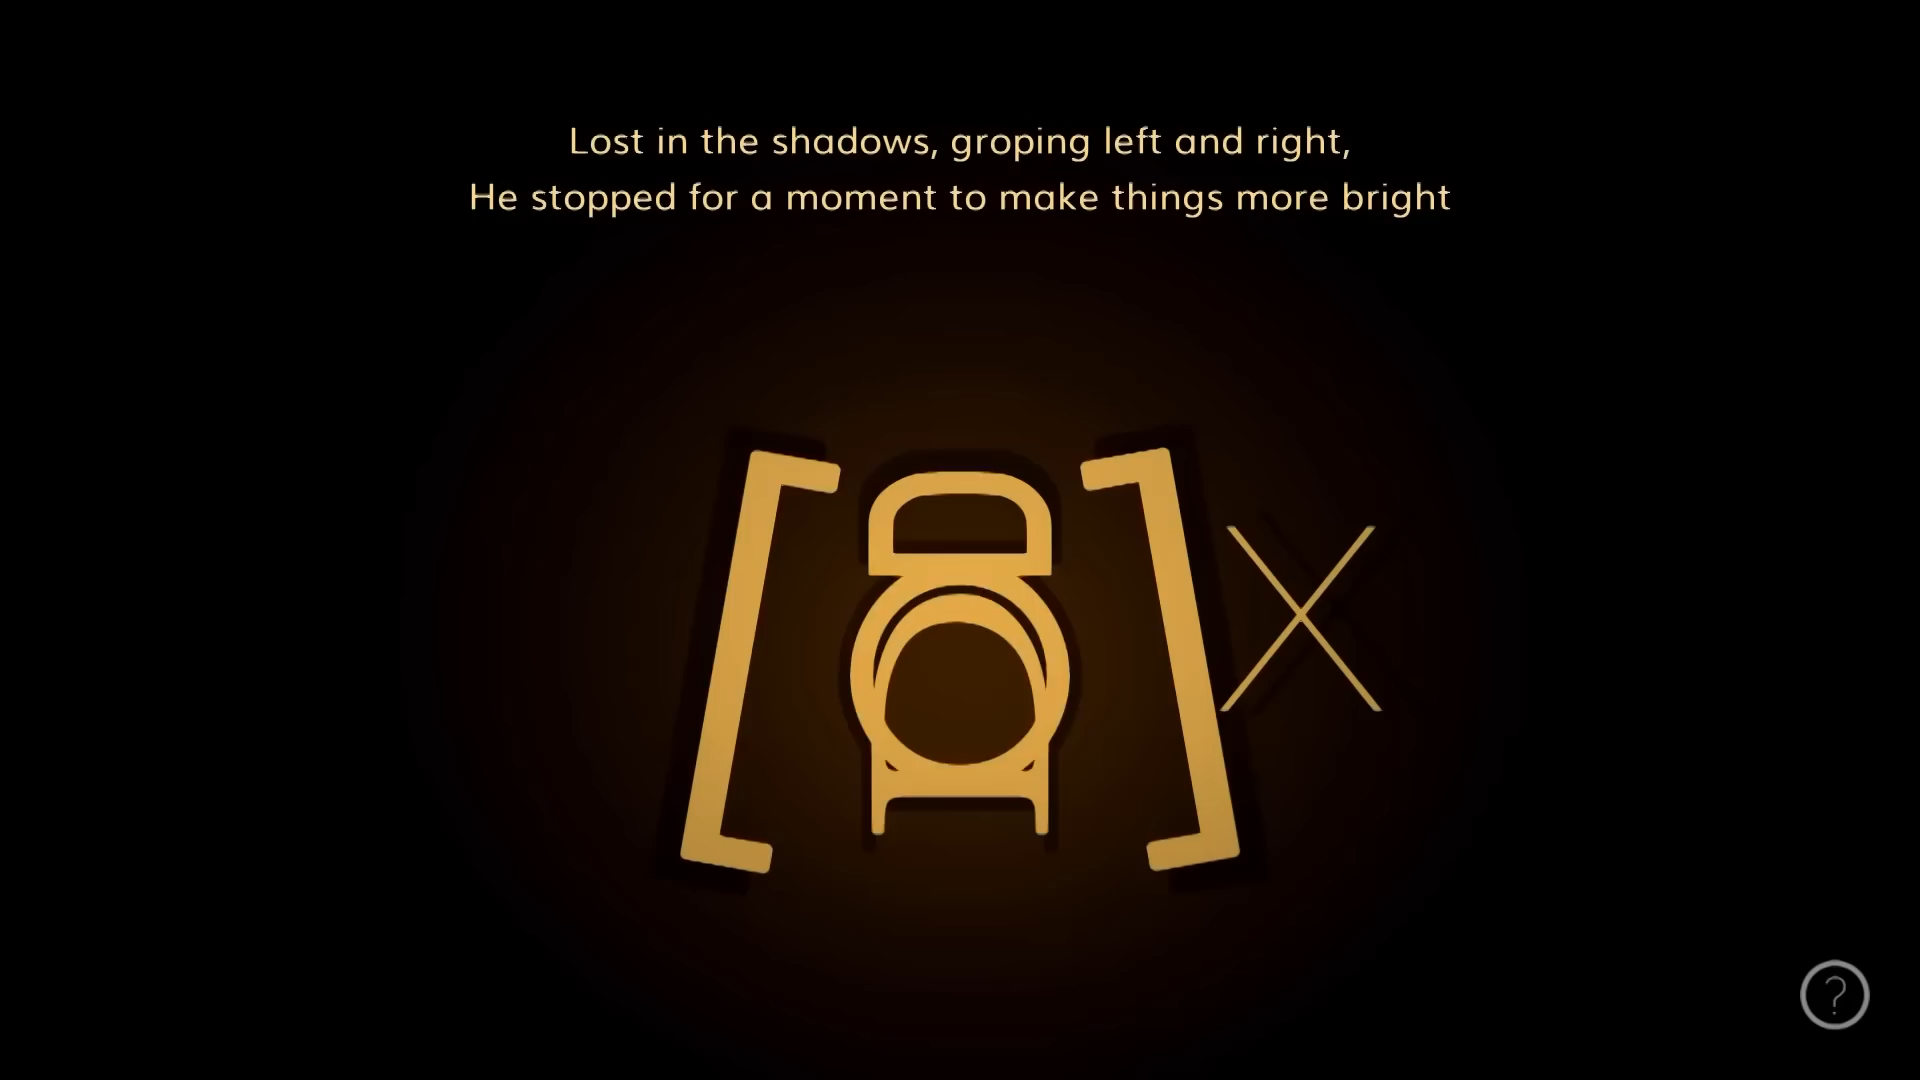 Lost in the shadows, groping left and right,
He stopped for a moment to make things more bright
X
?